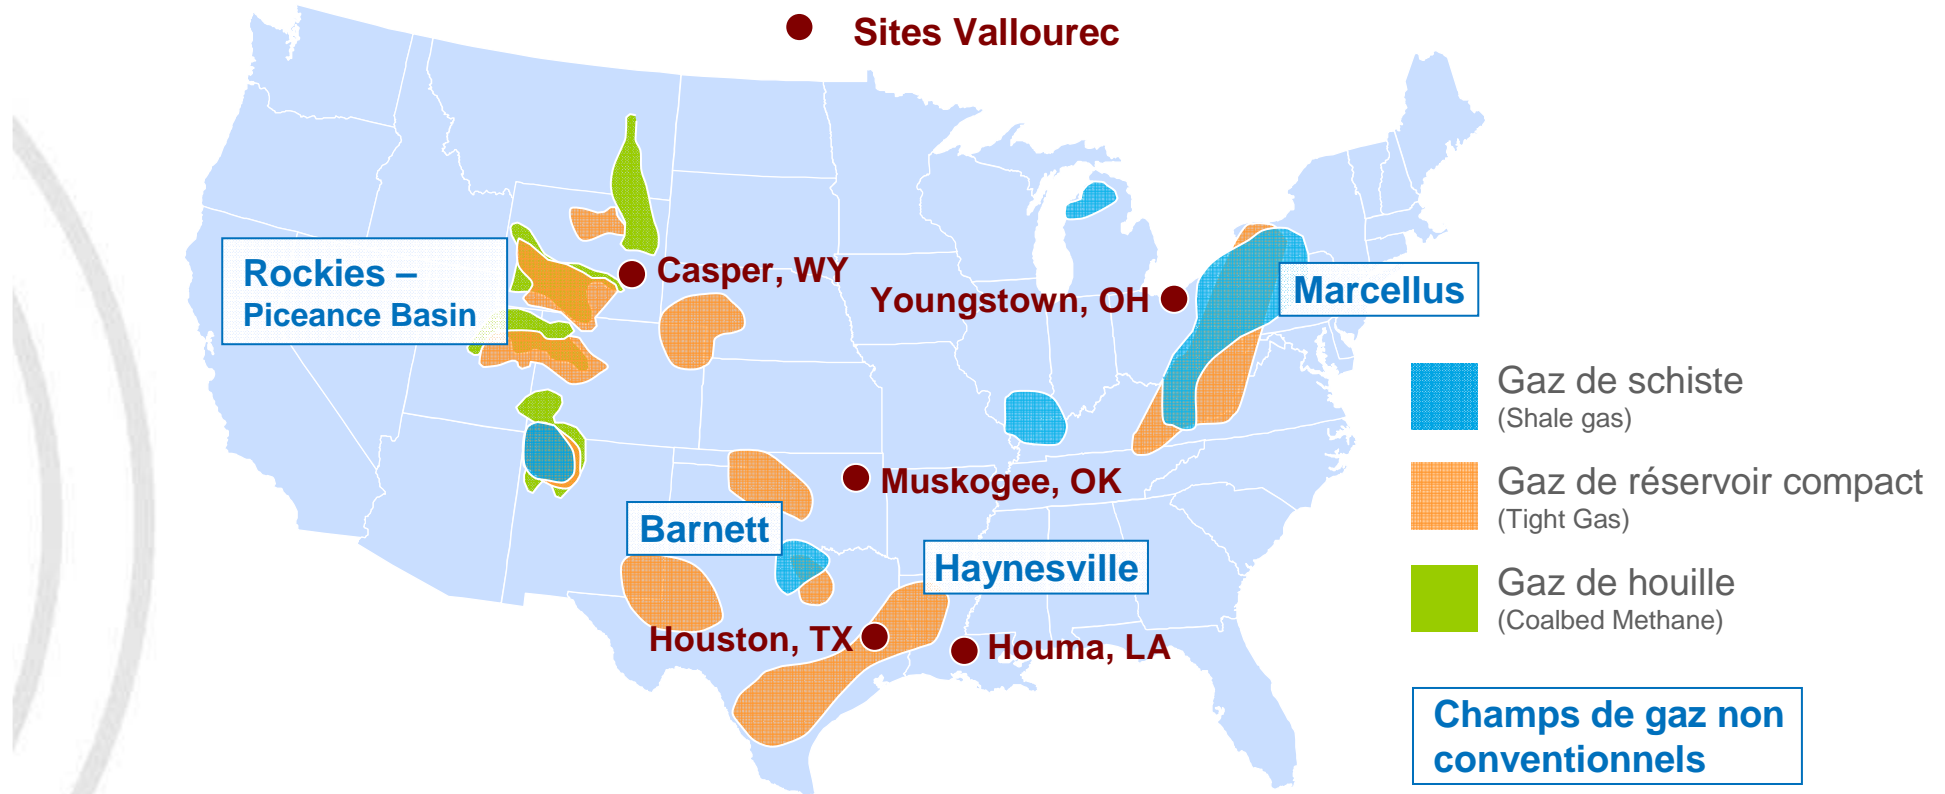 Sites Vallourec
Rockies –
Piceance Basin
Casper, WY
Youngstown, OH
Marcellus
Gaz de schiste
(Shale gas)
Muskogee, OK
Gaz de réservoir compact
(Tight Gas)
Barnett
Haynesville
Gaz de houille
(Coalbed Methane)
Houston, TX
Houma, LA
Champs de gaz non
conventionnels